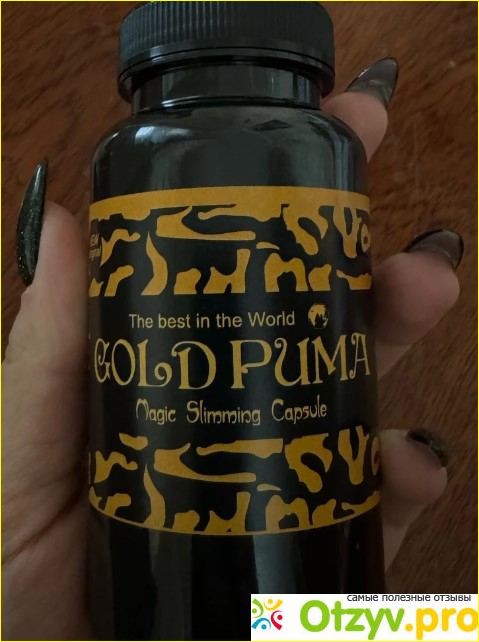 The best in the World
GOLD PUMA
Magic Slimming Capsule
самые полезные отзывы
Otzyv.pro